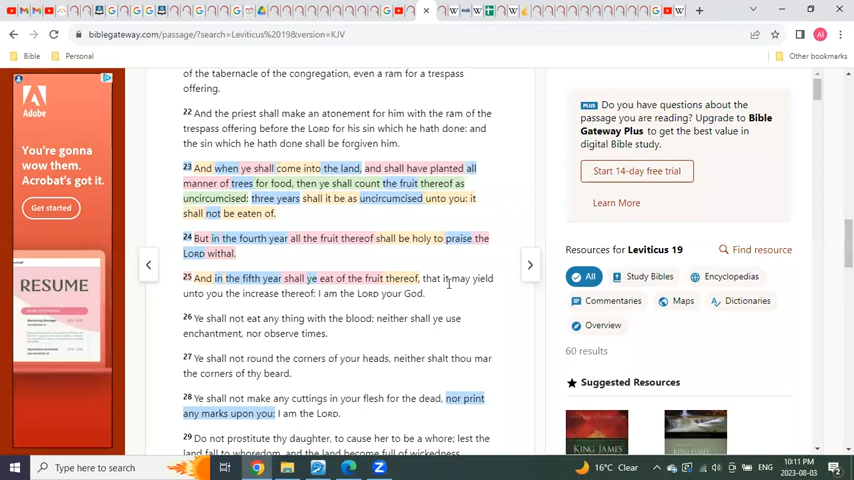 biblegateway.com/passage/?search=Leviticus%2019&version=KJV
AI
Bible
Personal
Other bookmarks
Adobe
You're gonna
wow them.
Acrobat's got it.
Get started
RESUME
of the tabernacle of the congregation, even a ram for a trespass
offering.
22 And the priest shall make an atonement for him with the ram of the
trespass offering before the LORD for his sin which he hath done: and
the sin which he hath done shall be forgiven him.
23 And when ye shall come into the land, and shall have planted all
manner of trees for food, then ye shall count the fruit thereof as
uncircumcised: three years shall it be as uncircumcised unto you: it
shall not be eaten of.
24 But in the fourth year all the fruit thereof shall be holy to praise the
LORD withal.
25 And in the fifth year shall ye eat of the fruit thereof, that it may yield
unto you the increase thereof: I am the LORD your God.
26 Ye shall not eat any thing with the blood: neither shall ye use
enchantment, nor observe times.
27 Ye shall not round the corners of your heads, neither shalt thou mar
the corners of thy beard.
28 Ye shall not make any cuttings in your flesh for the dead, nor print
any marks upon you: I am the LORD.
29 Do not prostitute thy daughter, to cause her to be a whore; lest the
land fall to whoredom, and the land become full of wickedness.
PLUS Do you have questions about the
passage you are reading? Upgrade to Bible
Gateway Plus to get the best value in
digital Bible study.
Start 14-day free trial
Learn More
Resources for Leviticus 19
Find resource
All
Study Bibles
Encyclopedias
Commentaries
Maps
Dictionaries
Overview
60 results
Suggested Resources
KING JAMES
Type here to search
16°C Clear
ENG
10:11 PM
2023-08-03
2